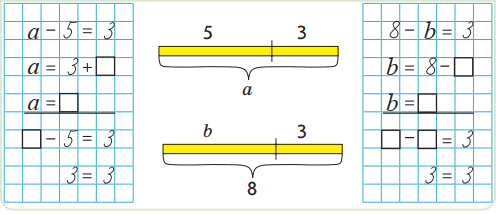 a - 5 = 3
a = 3 + □
a = □
□ - 5 = 3
3 = 3
5 3
a
b 3
8
8 - b = 3
b = 8 - □
b = □
□ - □ = 3
3 = 3